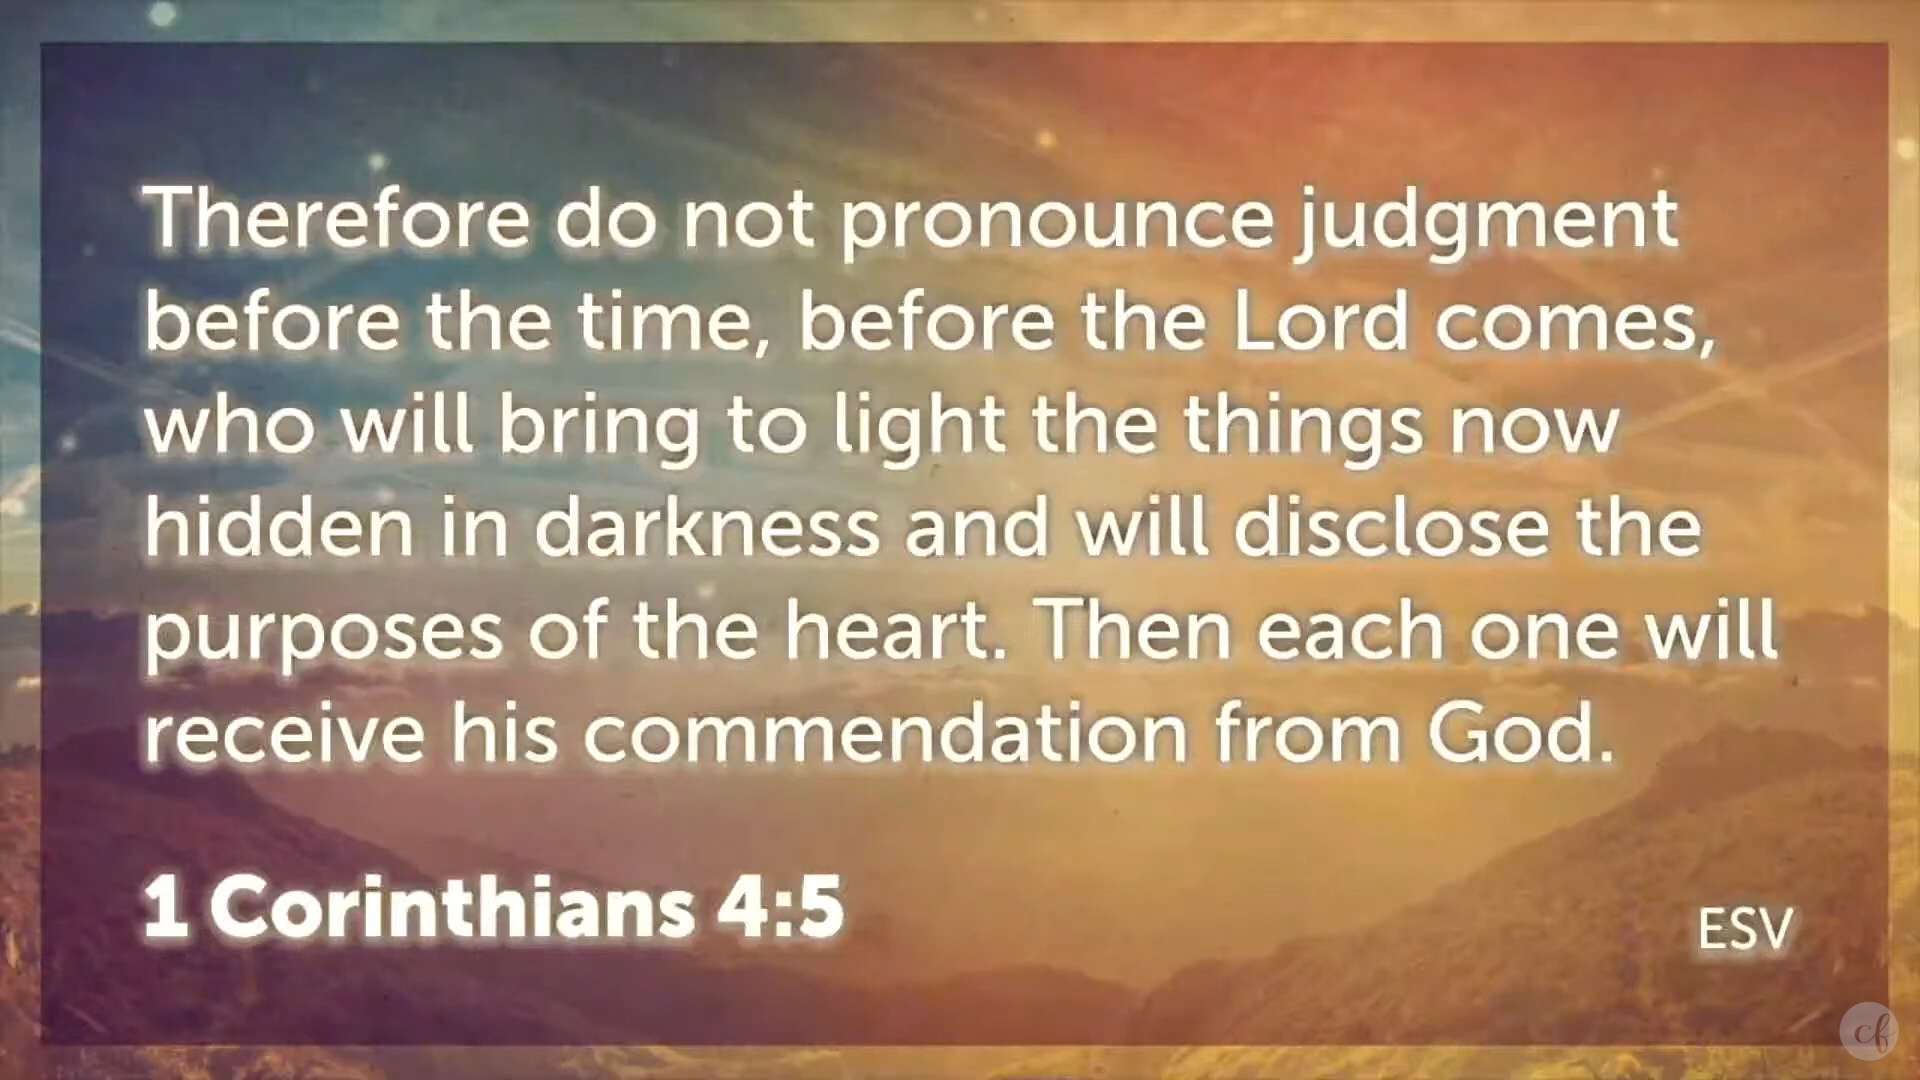 Therefore do not pronounce judgment
before the time, before the Lord comes,
who will bring to light the things now
hidden in darkness and will disclose the
purposes of the heart. Then each one will
receive his commendation from God.
1 Corinthians 4:5
ESV
cf